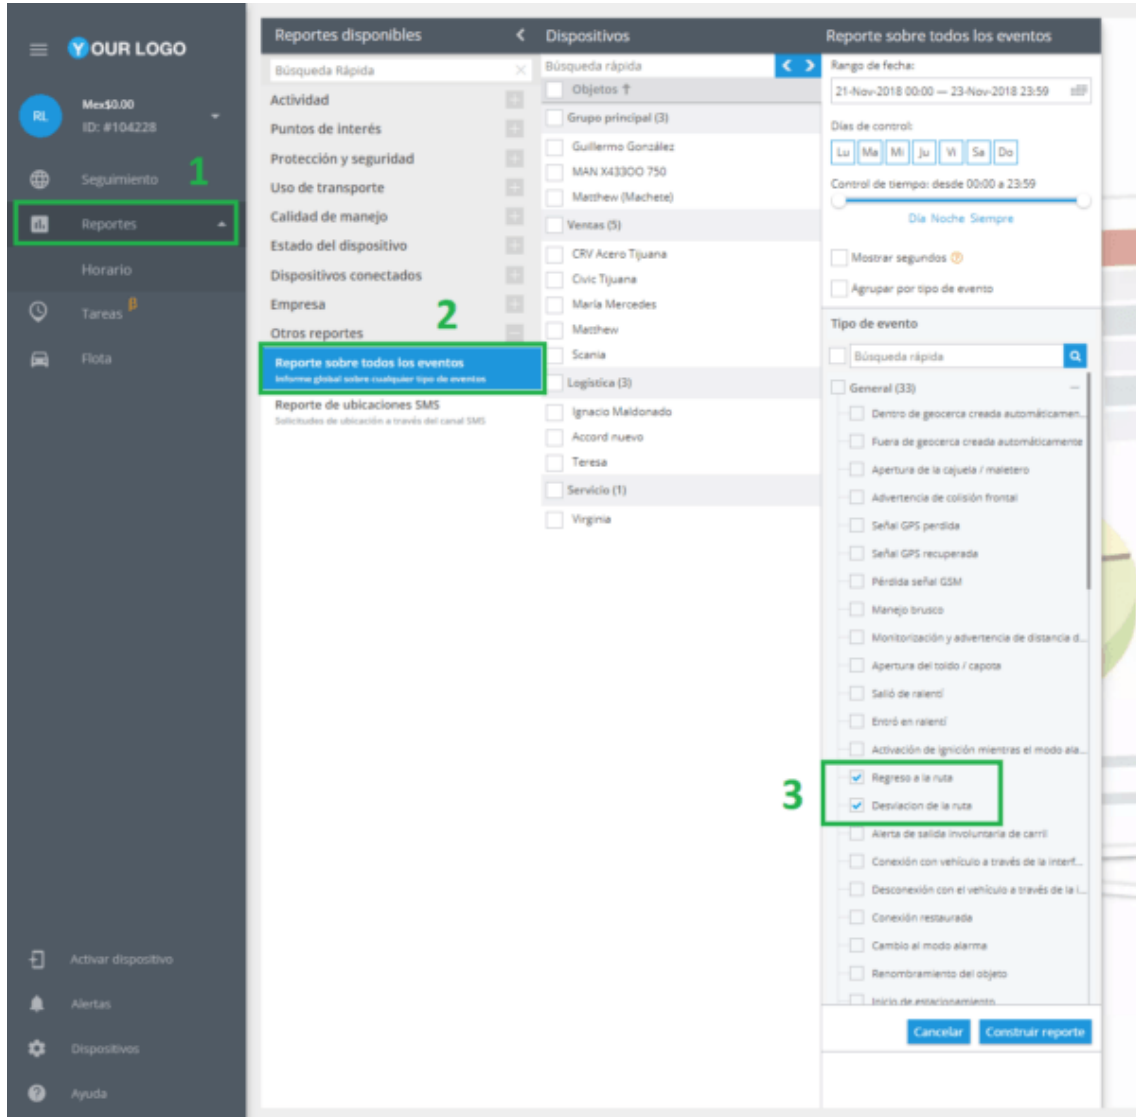 YOUR LOGO
RL
Mex$0.00
ID: #104228
1
Seguimiento
Reportes
Horario
Tareas β
Flota
Activar dispositivo
Alertas
Dispositivos
Ayuda
Reportes disponibles
Búsqueda Rápida
Actividad
Puntos de interés
Protección y seguridad
Uso de transporte
Calidad de manejo
Estado del dispositivo
Dispositivos conectados
Empresa
2
Otros reportes
Reporte sobre todos los eventos
Informe global sobre cualquier tipo de eventos
Reporte de ubicaciones SMS
Solicitudes de ubicación a través del canal SMS
Dispositivos
Búsqueda rápida
Objetos ↑
Grupo principal (3)
Guillermo González
MAN X433OO 750
Matthew (Machete)
Ventas (5)
CRV Acero Tijuana
Civic Tijuana
María Mercedes
Matthew
Scania
Logística (3)
Ignacio Maldonado
Accord nuevo
Teresa
Servicio (1)
Virginia
Reporte sobre todos los eventos
Rango de fecha:
21-Nov-2018 00:00 — 23-Nov-2018 23:59
Días de control:
Lu Ma Mi Ju Vi Sa Do
Control de tiempo: desde 00:00 a 23:59
Día Noche Siempre
Mostrar segundos ?
Agrupar por tipo de evento
Tipo de evento
Búsqueda rápida
General (33)
Dentro de geocerca creada automáticamen...
Fuera de geocerca creada automáticamente
Apertura de la cajuela / maletero
Advertencia de colisión frontal
Señal GPS perdida
Señal GPS recuperada
Pérdida señal GSM
Manejo brusco
Monitorización y advertencia de distancia d...
Apertura del toldo / capota
Salió de ralentí
Entró en ralentí
Activación de ignición mientras el modo ala...
3
Regreso a la ruta
Desviacion de la ruta
Alerta de salida involuntaria de carril
Conexión con vehículo a través de la interf...
Desconexión con el vehículo a través de la i...
Conexión restaurada
Cambio al modo alarma
Renombramiento del objeto
Inicio de estacionamiento
Cancelar
Construir reporte